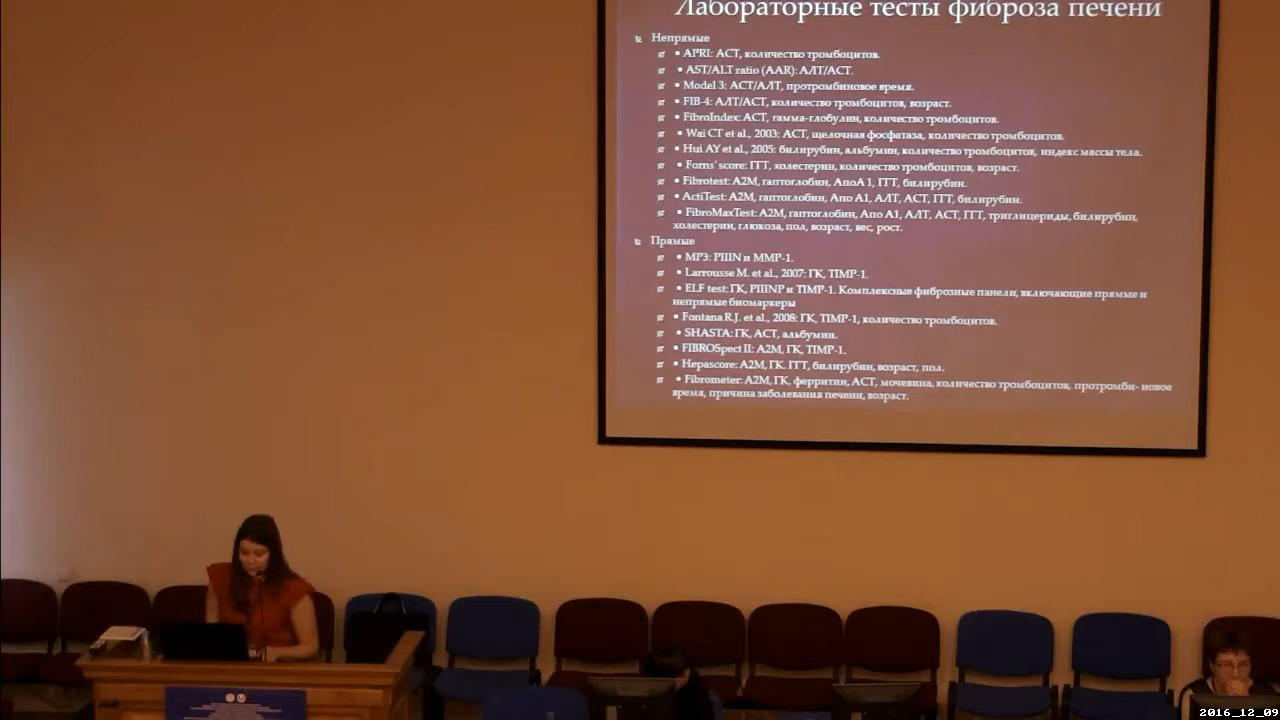 Лабораторные тесты фиброза печени
Непрямые
• APRI: АСТ, количество тромбоцитов.
• AST/ALT ratio (AAR): АЛТ/АСТ.
• Model 3: АСТ/АЛТ, протромбиновое время.
• FIB-4: АЛТ/АСТ, количество тромбоцитов, возраст.
• FibroIndex: АСТ, гамма-глобулин, количество тромбоцитов.
• Wai CT et al., 2003: АСТ, щелочная фосфатаза, количество тромбоцитов.
• Hui AY et al., 2005: билирубин, альбумин, количество тромбоцитов, индекс массы тела.
• Forns' score: ГГТ, холестерин, количество тромбоцитов, возраст.
• Fibrotest: А2М, гаптоглобин, АпоА 1, ГГТ, билирубин.
• ActiTest: А2М, гаптоглобин, Апо А1, АЛТ, АСТ, ГГТ, билирубин.
• FibroMaxTest: А2М, гаптоглобин, Апо А1, АЛТ, АСТ, ГГТ, триглицериды, билирубин,
холестерин, глюкоза, пол, возраст, вес, рост.
Прямые
• MP3: PIIIN и MMP-1.
• Larrousse M. et al., 2007: ГК, TIMP-1.
• ELF test: ГК, PIIINP и TIMP-1. Комплексные фиброзные панели, включающие прямые и
непрямые биомаркеры
• Fontana R.J. et al., 2008: ГК, TIMP-1, количество тромбоцитов.
• SHASTA: ГК, АСТ, альбумин.
• FIBROSpect II: А2М, ГК, TIMP-1.
• Hepascore: А2М, ГК. ГГТ, билирубин, возраст, пол.
• Fibrometer: А2М, ГК, ферритин, АСТ, мочевина, количество тромбоцитов, протромби- новое
время, причина заболевания печени, возраст.
2016_12_09